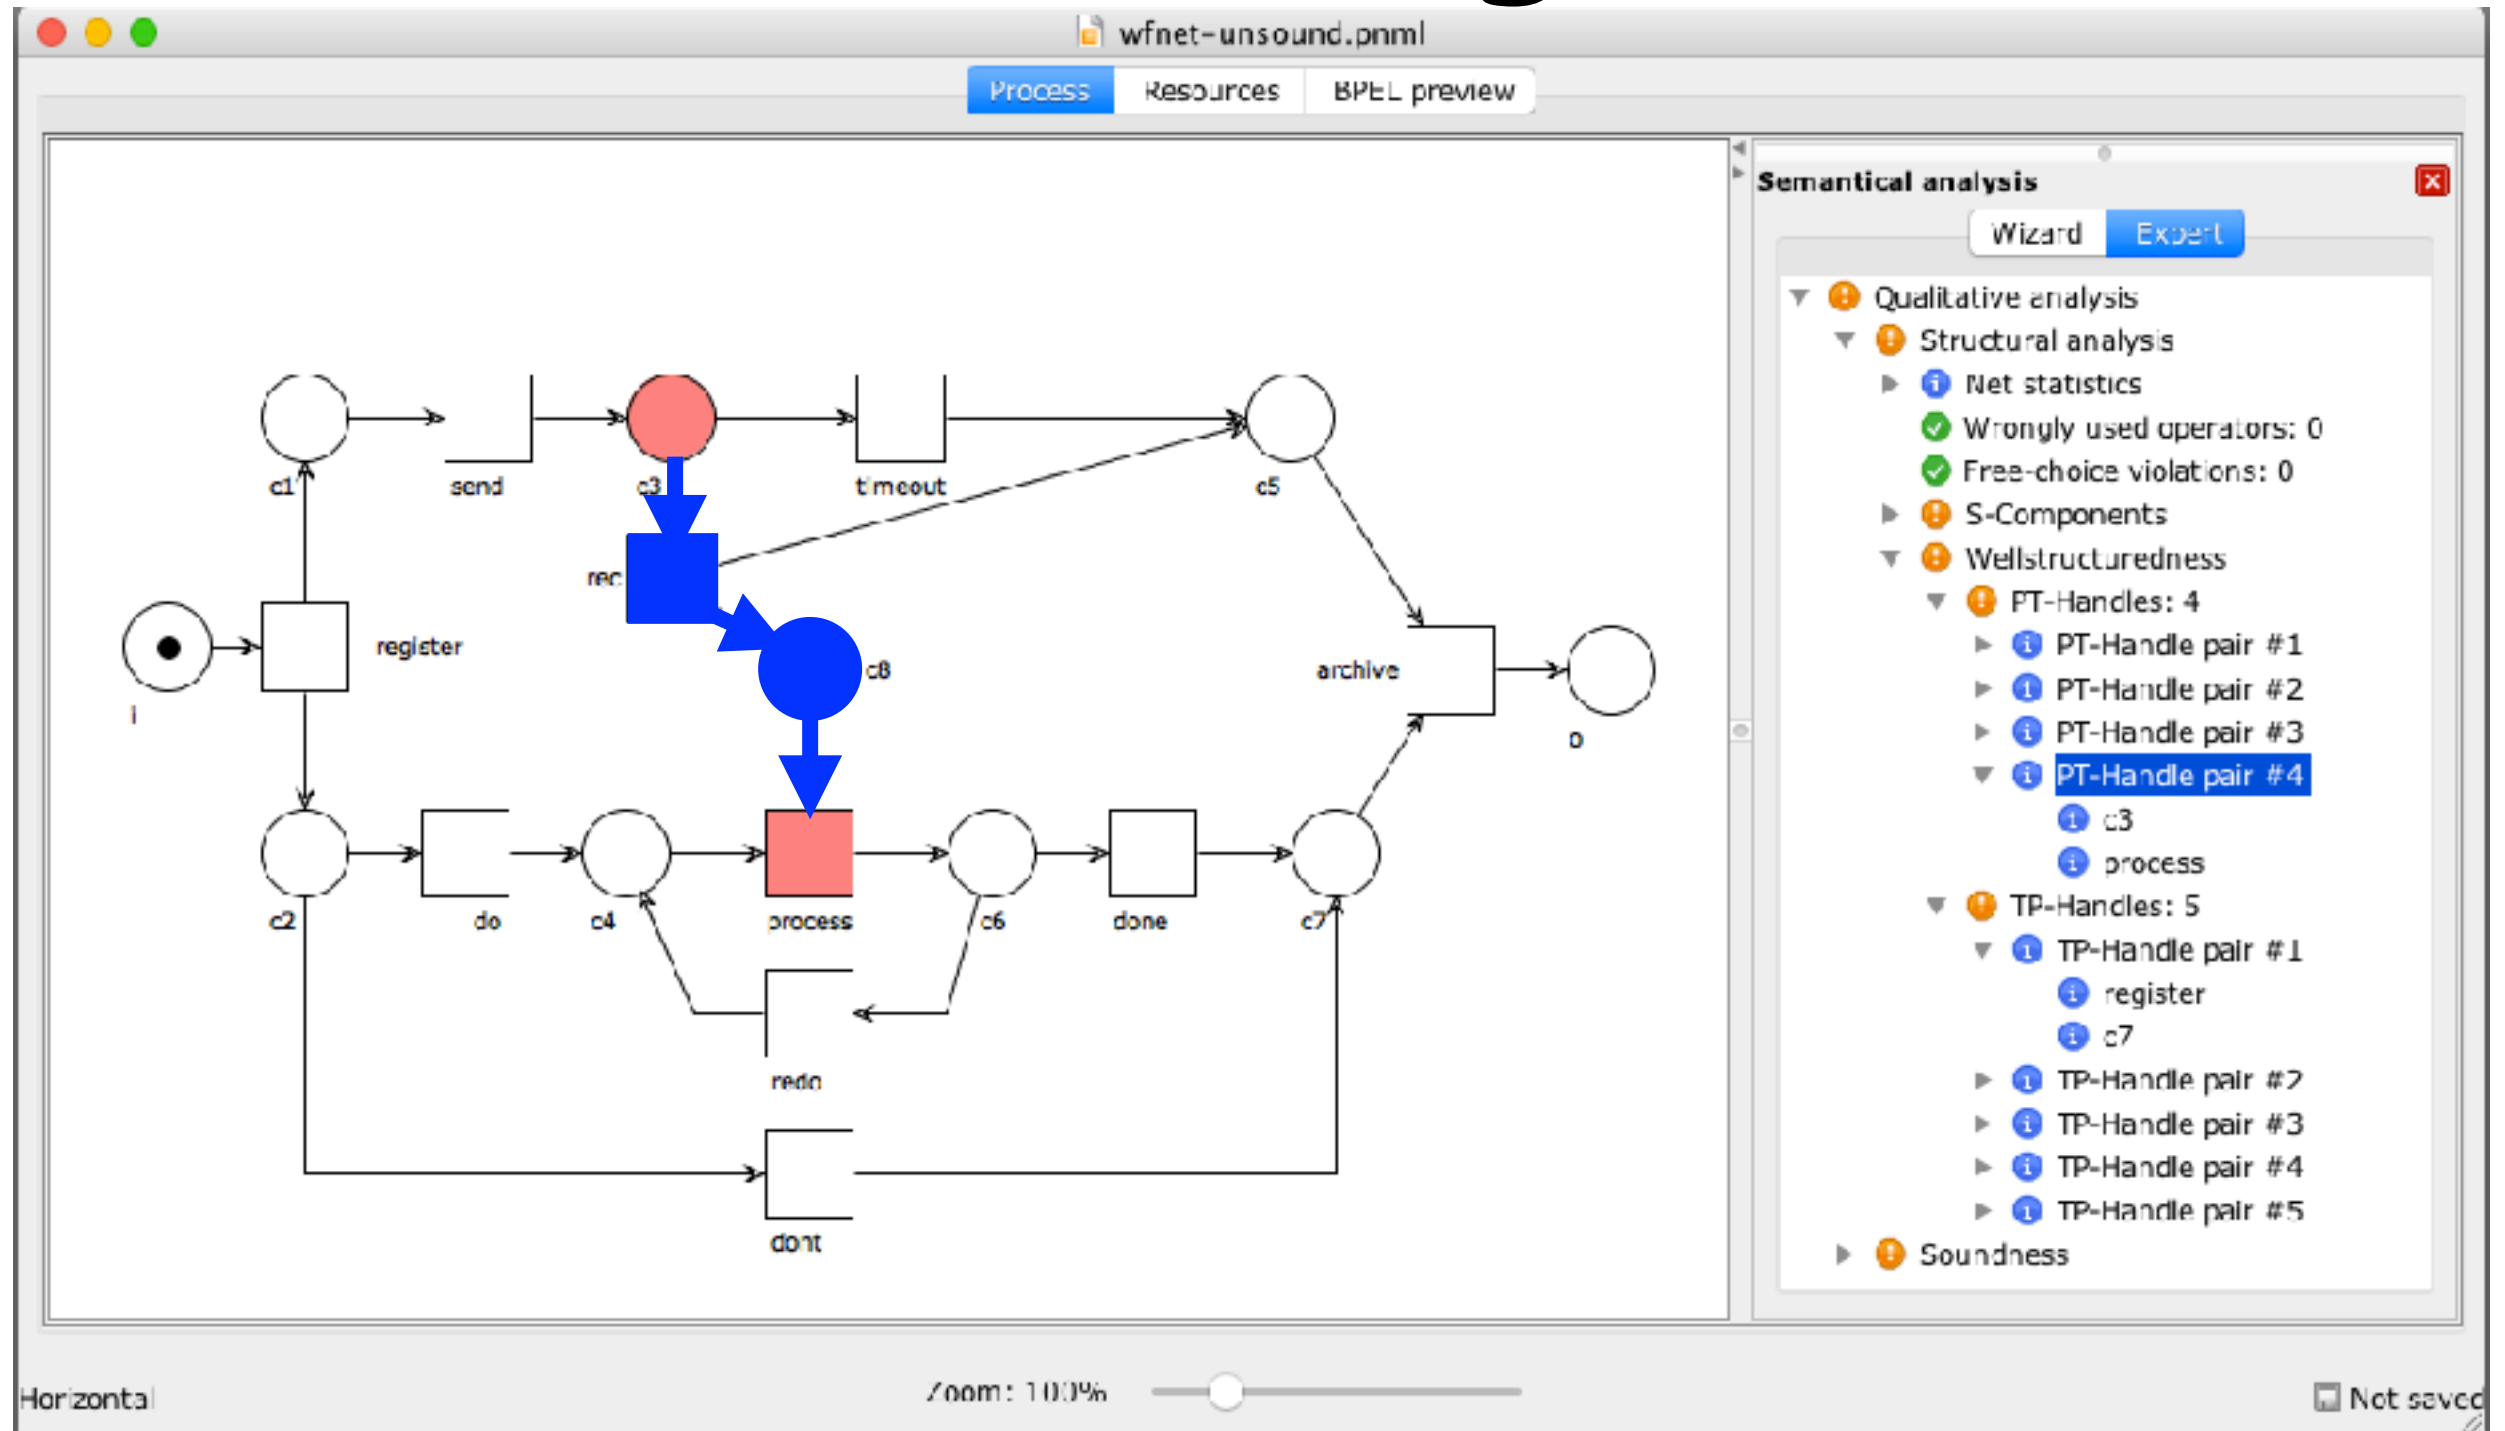 wfnet-unsound.pnml
Process Resources BPEL preview
Semantical analysis
Wizard Expert
Qualitative analysis
Structural analysis
Net statistics
Wrongly used operators: 0
Free-choice violations: 0
S-Components
Wellstructuredness
PT-Handles: 4
PT-Handle pair #1
PT-Handle pair #2
PT-Handle pair #3
PT-Handle pair #4
c3
process
TP-Handles: 5
TP-Handle pair #1
register
c7
TP-Handle pair #2
TP-Handle pair #3
TP-Handle pair #4
TP-Handle pair #5
Soundness
c1 send c3 timeout c5
rec
register
i
c8
archive
o
c2 do c4 process c6 done c7
redo
dont
Horizontal Zoom: 100% Not saved